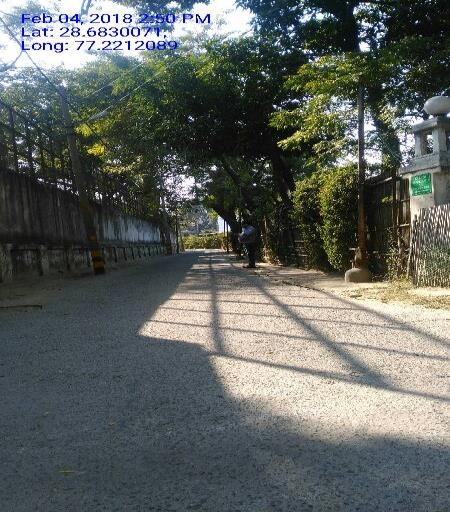 Feb 04, 2018 2:50 PM
Lat: 28.6830071;
Long: 77.2212089